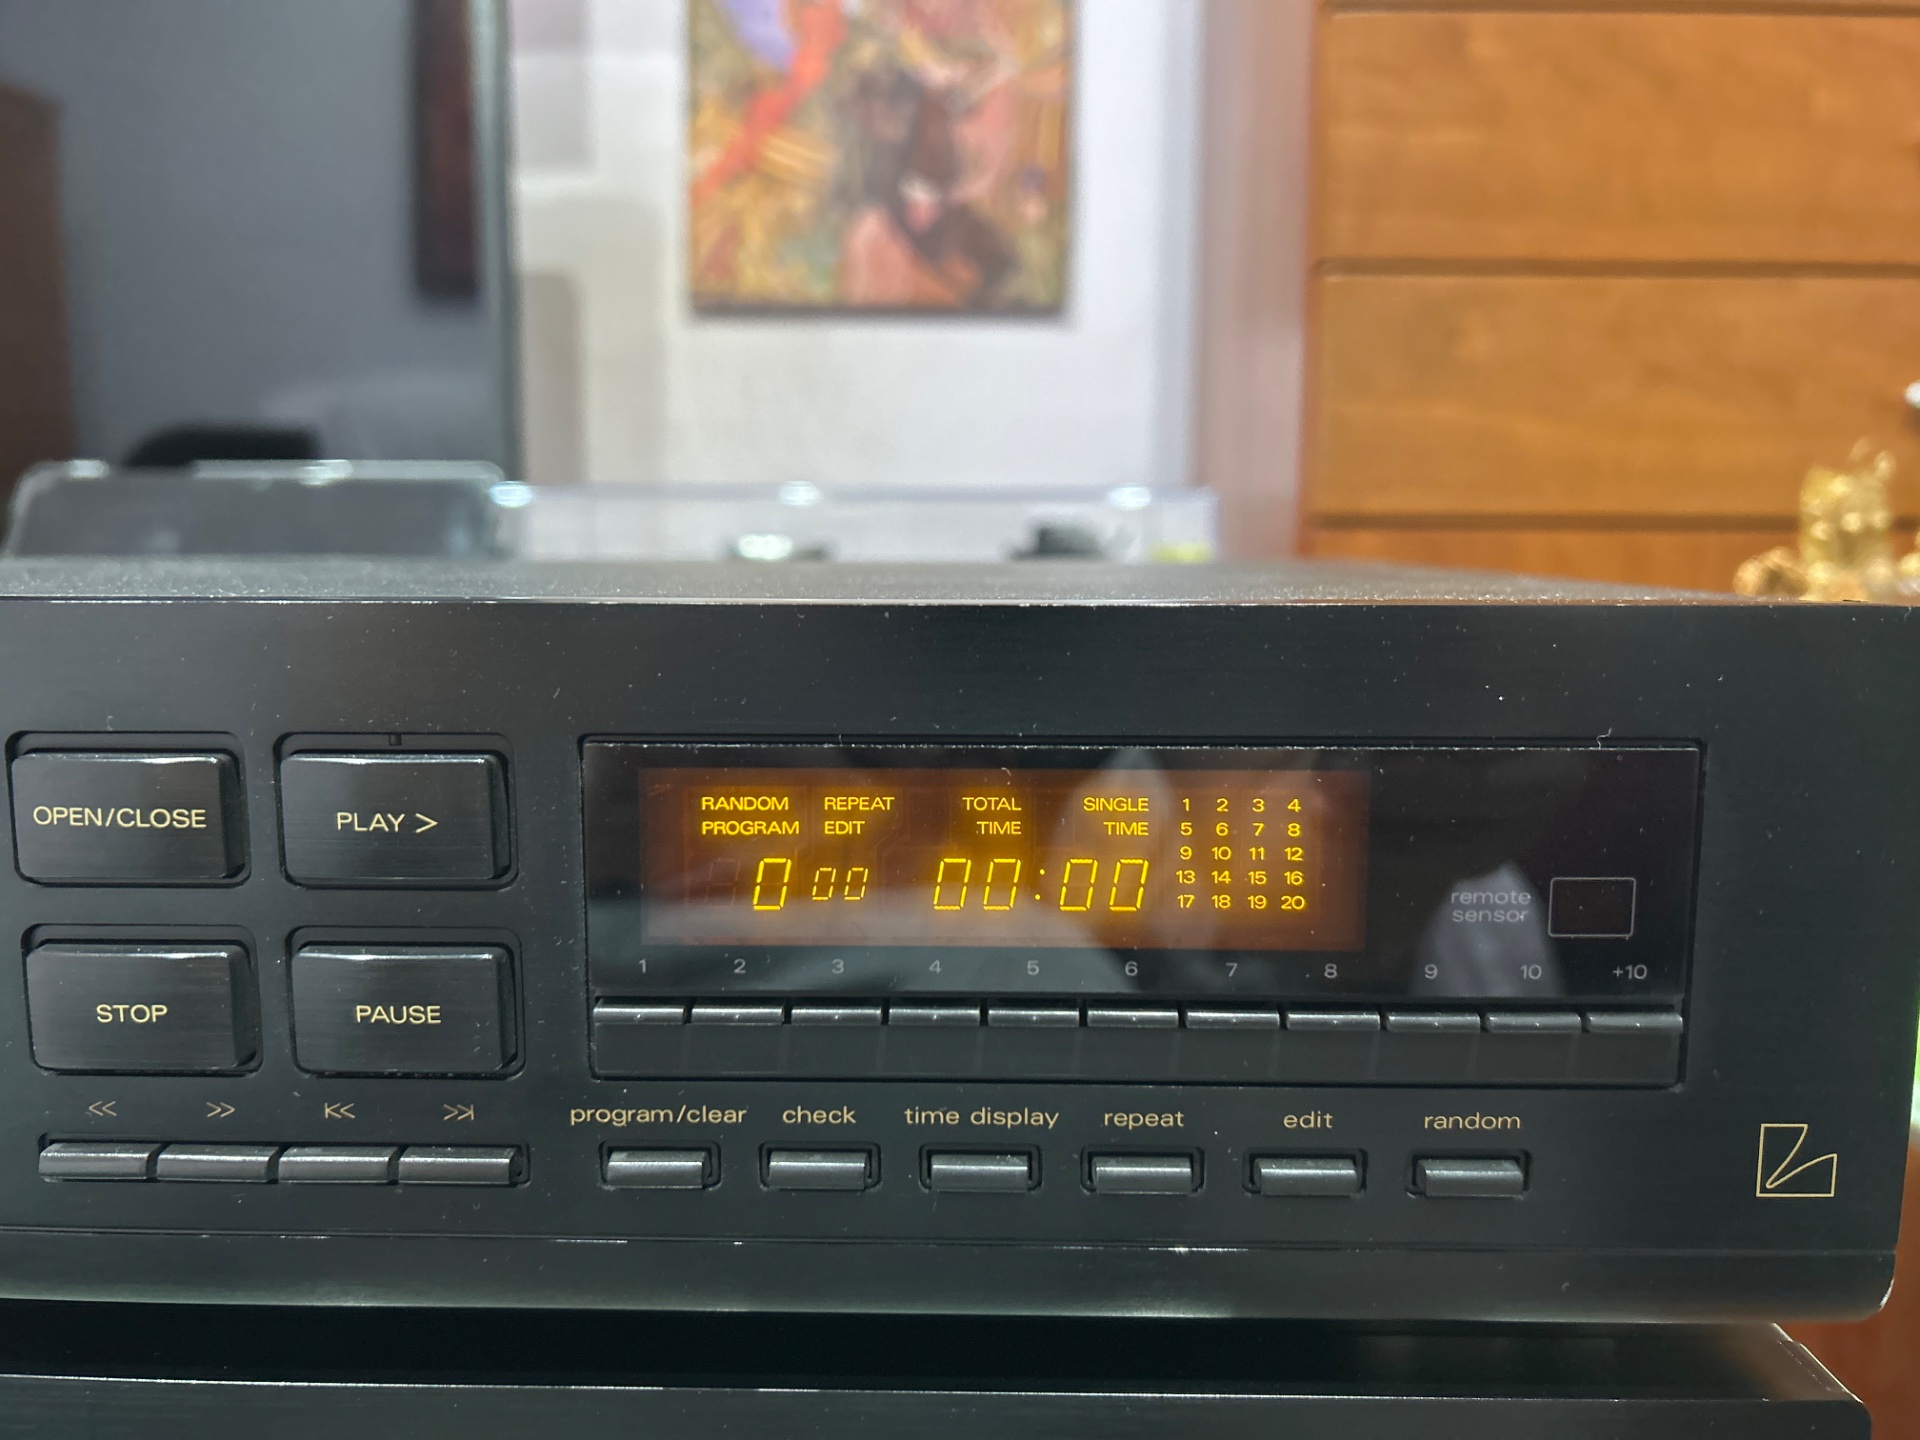 OPEN/CLOSE
PLAY >
STOP
PAUSE
<< >> K<< >>|
RANDOM REPEAT TOTAL SINGLE 1 2 3 4
PROGRAM EDIT TIME TIME 5 6 7 8
9 10 11 12
0 00 00:00 13 14 15 16
17 18 19 20
remote
sensor
1 2 3 4 5 6 7 8 9 10 +10
program/clear check time display repeat edit random